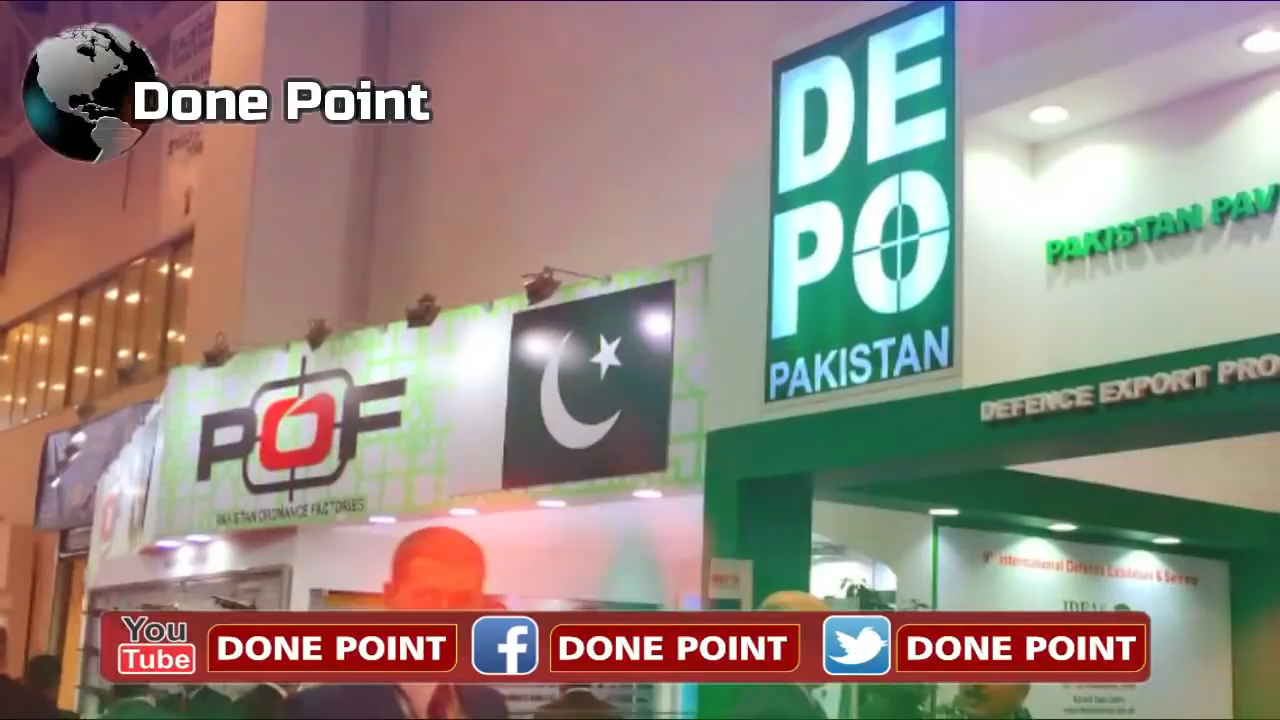 Done Point
DE
PO
PAKISTAN
PAKISTAN PAV
DEFENCE EXPORT PRO
POF
PAKISTAN ORDNANCE FACTORIES
9th International Defence Exhibition & Seminar
IDEAS
You
Tube
DONE POINT
f
DONE POINT
DONE POINT